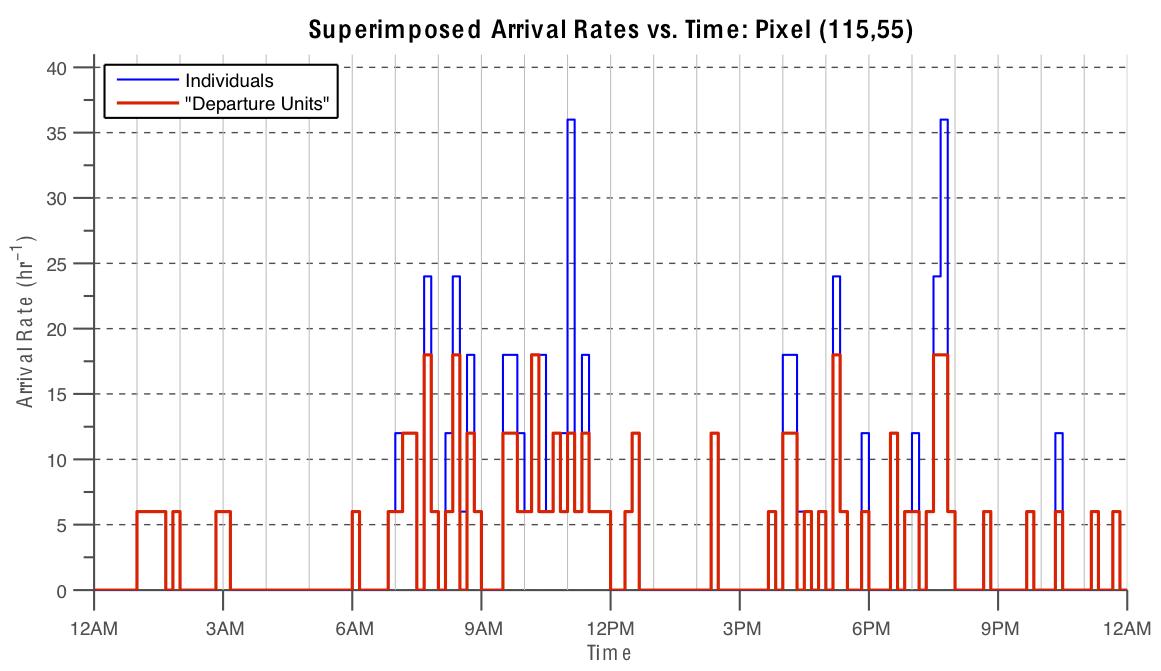 Superimposed Arrival Rates vs. Time: Pixel (115,55)
Individuals
"Departure Units"
Arrival Rate (hr⁻¹)
40
35
30
25
20
15
10
5
0
12AM 3AM 6AM 9AM 12PM 3PM 6PM 9PM 12AM
Time